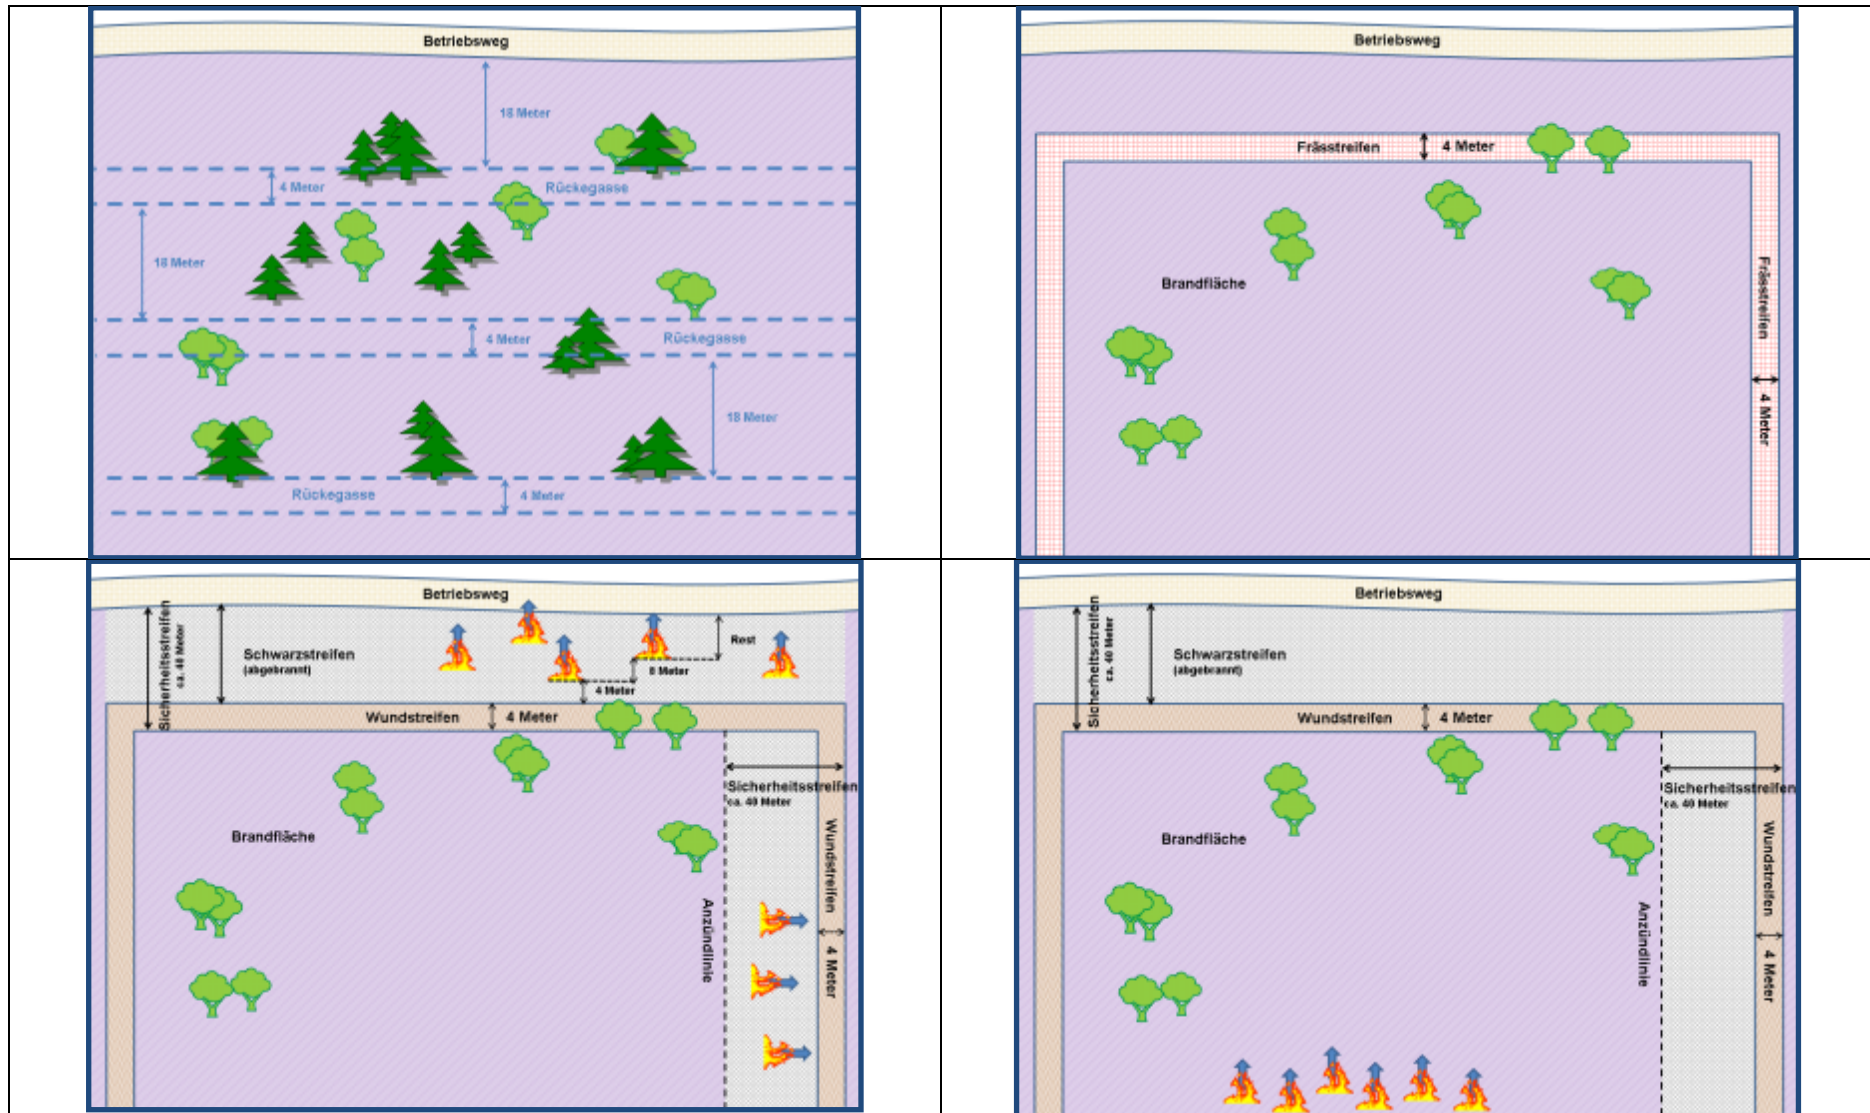 Betriebsweg
18 Meter
4 Meter
Rückegasse
18 Meter
4 Meter
Rückegasse
18 Meter
Rückegasse
4 Meter
Betriebsweg
Frässtreifen
4 Meter
Frässtreifen
4 Meter
Brandfläche
Betriebsweg
Sicherheitsstreifen
ca. 40 Meter
Schwarzstreifen
(abgebrannt)
Rest
8 Meter
4 Meter
Wundstreifen
4 Meter
Sicherheitsstreifen
ca. 40 Meter
Brandfläche
Wundstreifen
4 Meter
Anzündlinie
Betriebsweg
Sicherheitsstreifen
ca. 40 Meter
Schwarzstreifen
(abgebrannt)
Wundstreifen
4 Meter
Sicherheitsstreifen
ca. 40 Meter
Brandfläche
Wundstreifen
4 Meter
Anzündlinie